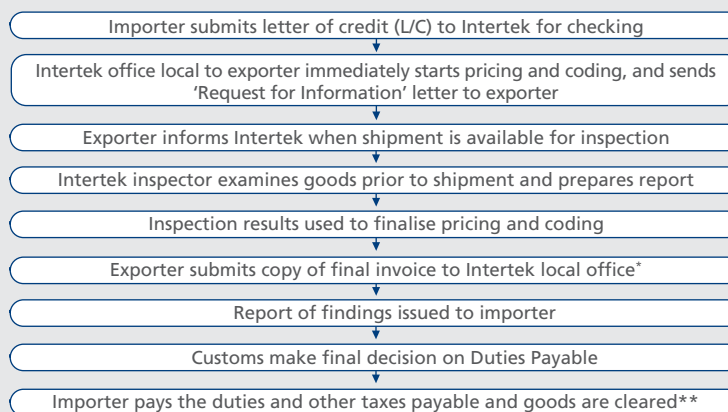 Importer submits letter of credit (L/C) to Intertek for checking
Intertek office local to exporter immediately starts pricing and coding, and sends
‘Request for Information’ letter to exporter
Exporter informs Intertek when shipment is available for inspection
Intertek inspector examines goods prior to shipment and prepares report
Inspection results used to finalise pricing and coding
Exporter submits copy of final invoice to Intertek local office*
Report of findings issued to importer
Customs make final decision on Duties Payable
Importer pays the duties and other taxes payable and goods are cleared**